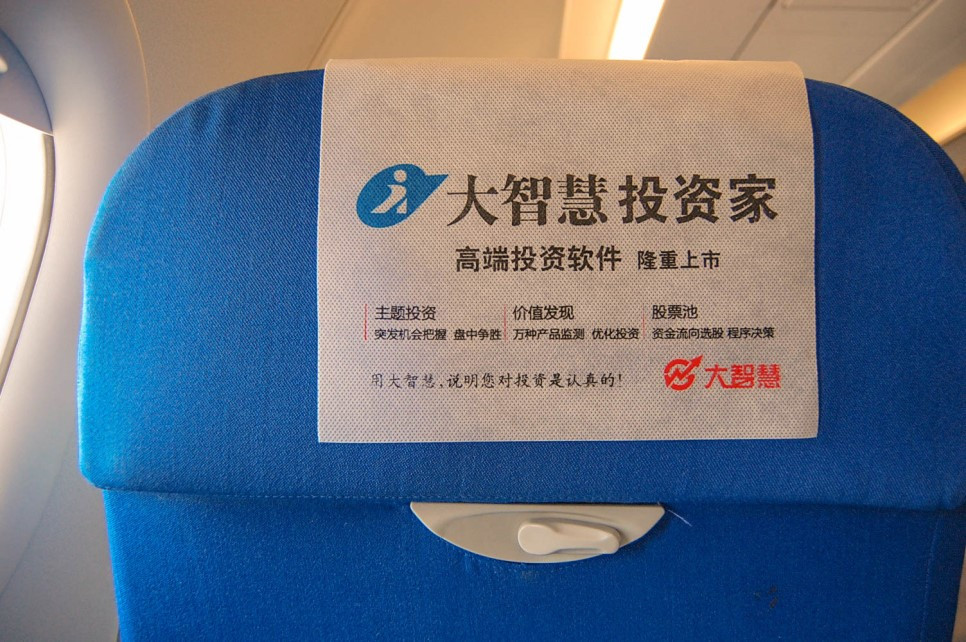 大智慧投资家
高端投资软件 隆重上市
主题投资 价值发现 股票池
突发机会把握 盘中争胜 万种产品监测 优化投资 资金流向选股 程序决策
用大智慧,说明您对投资是认真的!
大智慧